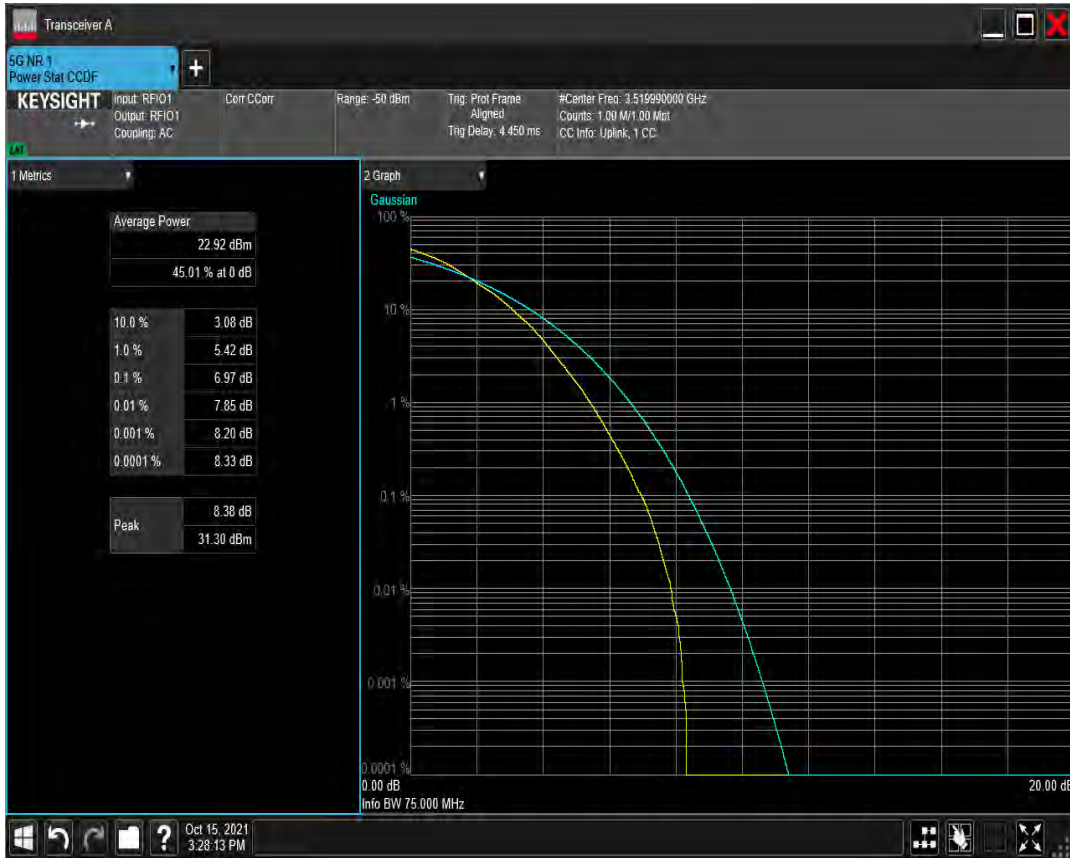 Transceiver A
5G NR 1
Power Stat CCDF
+
KEYSIGHT
Input: RFIO1
Output: RFIO1
Coupling: AC
Corr CCorr
Range: -50 dBm
Trig: Prot Frame
Aligned
Trig Delay: 4.450 ms
#Center Freq: 3.519990000 GHz
Counts: 1.00 M/1.00 Mpt
CC Info: Uplink, 1 CC
1 Metrics
Average Power
22.92 dBm
45.01 % at 0 dB
10.0 % 3.08 dB
1.0 % 5.42 dB
0.1 % 6.97 dB
0.01 % 7.85 dB
0.001 % 8.20 dB
0.0001 % 8.33 dB
Peak 8.38 dB
31.30 dBm
2 Graph
Gaussian
100 %
10 %
1 %
0.1 %
0.01 %
0.001 %
0.0001 %
0.00 dB
20.00 dB
Info BW 75.000 MHz
?
Oct 15, 2021
3:28:13 PM